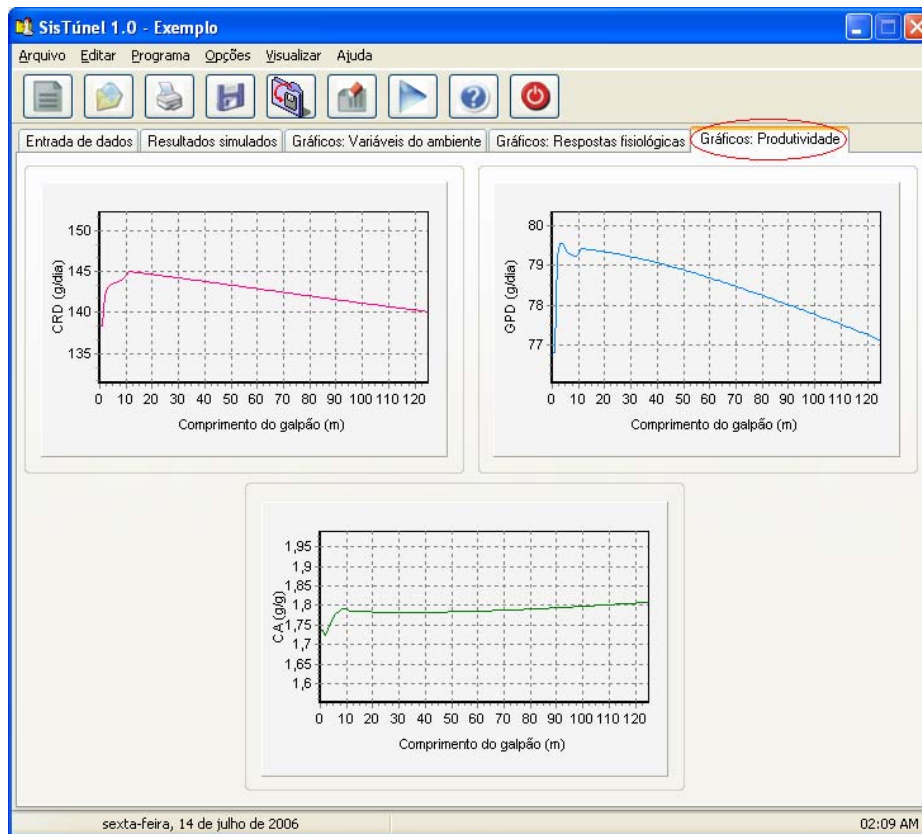 SisTúnel 1.0 - Exemplo
Arquivo Editar Programa Opções Visualizar Ajuda
Entrada de dados Resultados simulados Gráficos: Variáveis do ambiente Gráficos: Respostas fisiológicas Gráficos: Produtividade
150
145
140
135
CRD (g/dia)
0 10 20 30 40 50 60 70 80 90 100 110 120
Comprimento do galpão (m)
80
79
78
77
GPD (g/dia)
0 10 20 30 40 50 60 70 80 90 100 110 120
Comprimento do galpão (m)
1,95
1,9
1,85
1,8
1,75
1,7
1,65
1,6
CA (g/g)
0 10 20 30 40 50 60 70 80 90 100 110 120
Comprimento do galpão (m)
sexta-feira, 14 de julho de 2006 02:09 AM